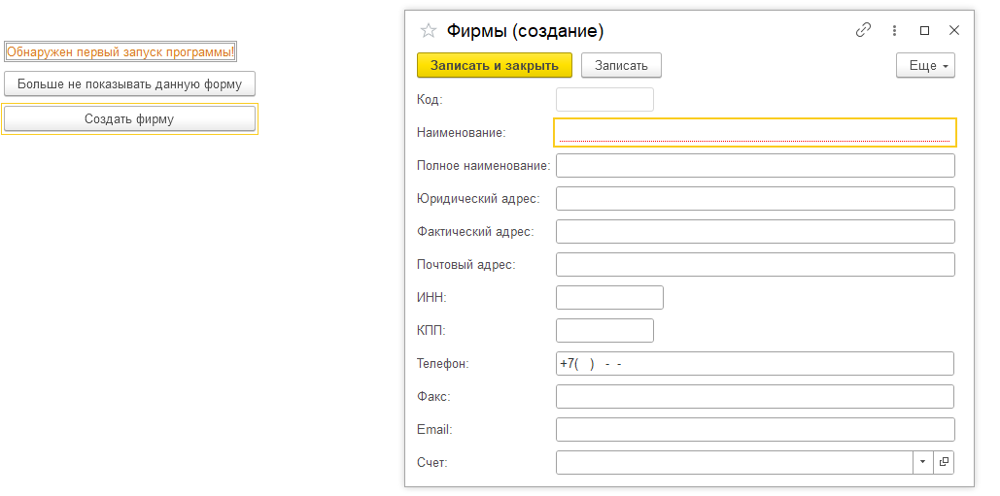 Обнаружен первый запуск программы!
Больше не показывать данную форму
Создать фирму
Фирмы (создание)
Записать и закрыть
Записать
Еще
Код:
Наименование:
Полное наименование:
Юридический адрес:
Фактический адрес:
Почтовый адрес:
ИНН:
КПП:
Телефон: +7( ) - -
Факс:
Email:
Счет: